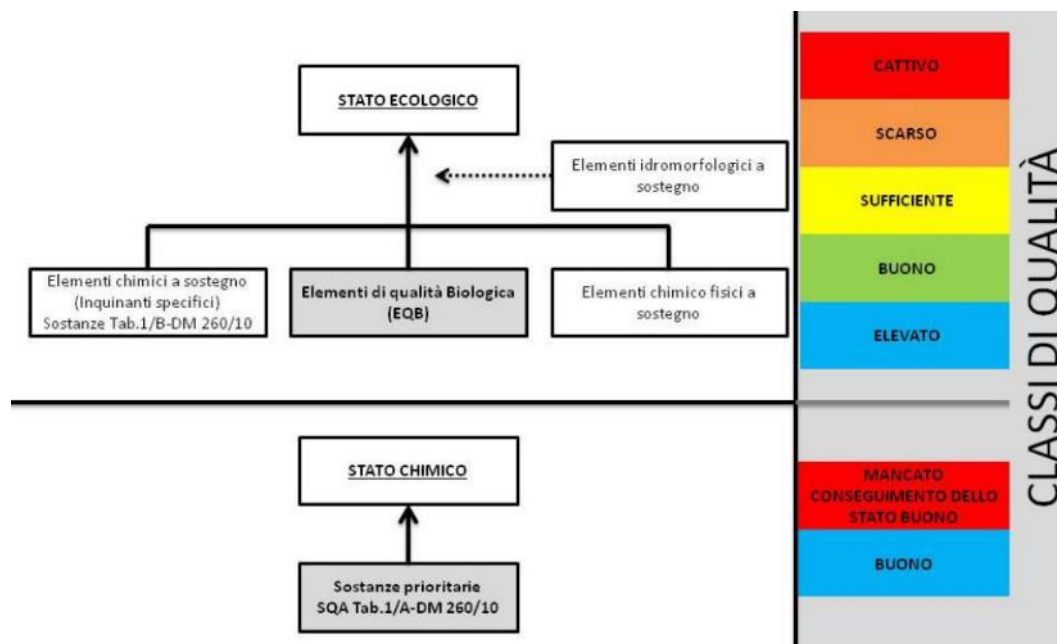 STATO ECOLOGICO
Elementi idromorfologici a
sostegno
Elementi chimici a sostegno
(Inquinanti specifici)
Sostanze Tab.1/B-DM 260/10
Elementi di qualità Biologica
(EQB)
Elementi chimico fisici a
sostegno
CATTIVO
SCARSO
SUFFICIENTE
BUONO
ELEVATO
STATO CHIMICO
Sostanze prioritarie
SQA Tab.1/A-DM 260/10
MANCATO
CONSEGUIMENTO DELLO
STATO BUONO
BUONO
CLASSI DI QUALITÀ